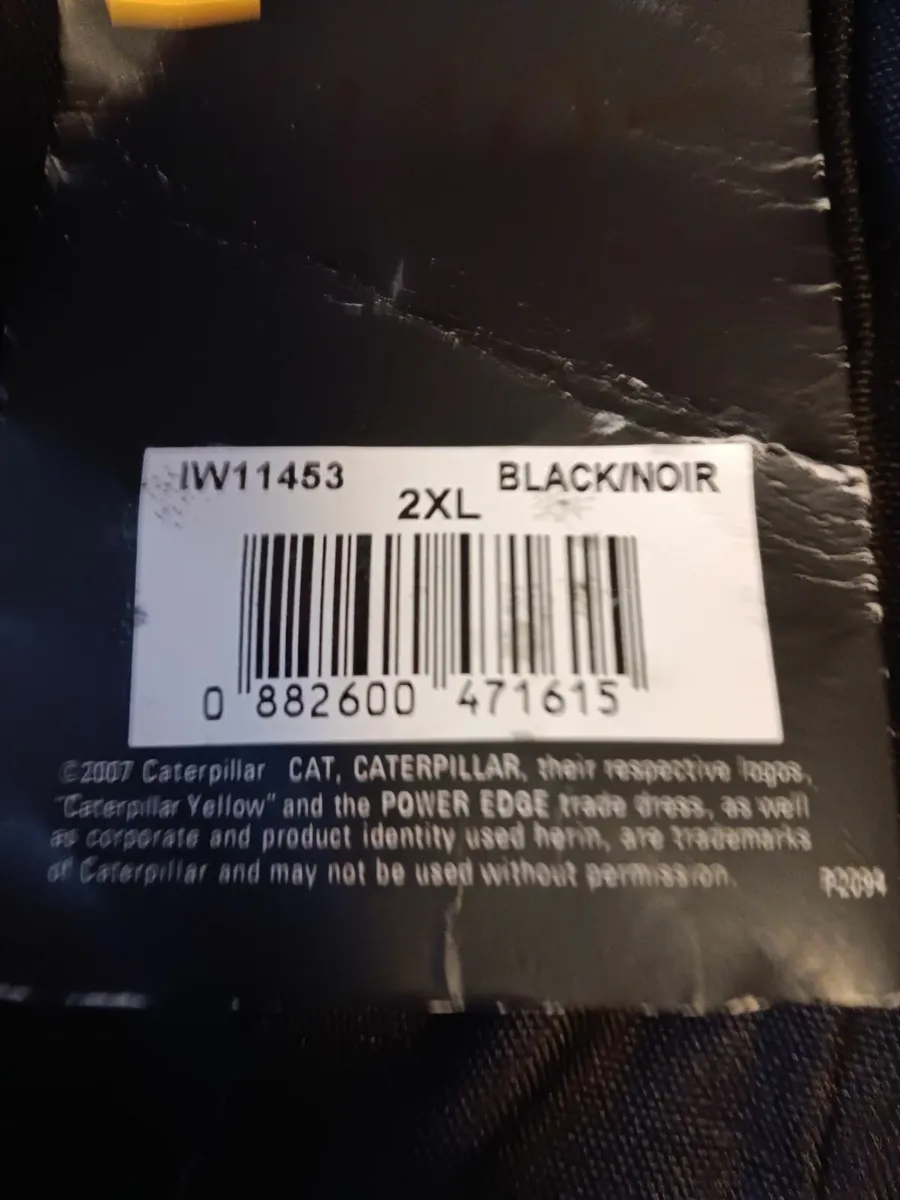 IW11453 BLACK/NOIR
2XL
0 882600 471615
©2007 Caterpillar CAT, CATERPILLAR, their respective logos,
"Caterpillar Yellow" and the POWER EDGE trade dress, as well
as corporate and product identity used herin, are trademarks
of Caterpillar and may not be used without permission.
P2094